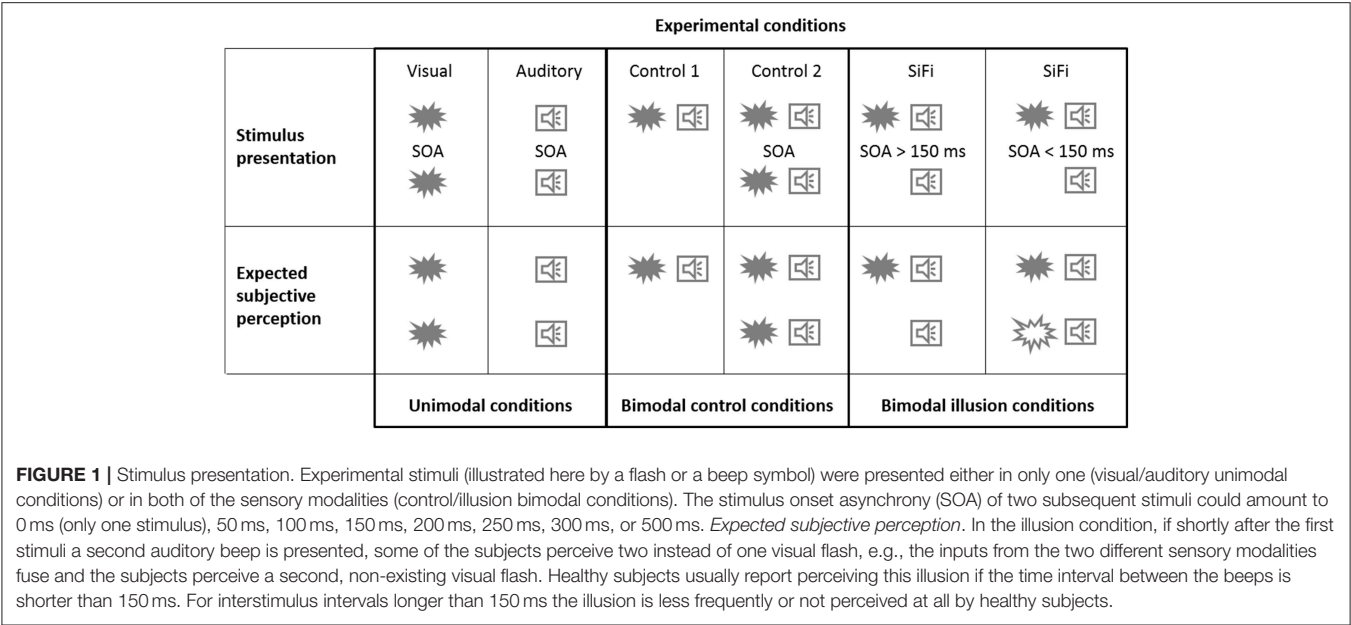 Experimental conditions
Visual Auditory Control 1 Control 2 SiFi SiFi
Stimulus
presentation
SOA SOA SOA SOA > 150 ms SOA < 150 ms
Expected
subjective
perception
Unimodal conditions Bimodal control conditions Bimodal illusion conditions
FIGURE 1 | Stimulus presentation. Experimental stimuli (illustrated here by a flash or a beep symbol) were presented either in only one (visual/auditory unimodal
conditions) or in both of the sensory modalities (control/illusion bimodal conditions). The stimulus onset asynchrony (SOA) of two subsequent stimuli could amount to
0 ms (only one stimulus), 50 ms, 100 ms, 150 ms, 200 ms, 250 ms, 300 ms, or 500 ms. Expected subjective perception. In the illusion condition, if shortly after the first
stimuli a second auditory beep is presented, some of the subjects perceive two instead of one visual flash, e.g., the inputs from the two different sensory modalities
fuse and the subjects perceive a second, non-existing visual flash. Healthy subjects usually report perceiving this illusion if the time interval between the beeps is
shorter than 150 ms. For interstimulus intervals longer than 150 ms the illusion is less frequently or not perceived at all by healthy subjects.